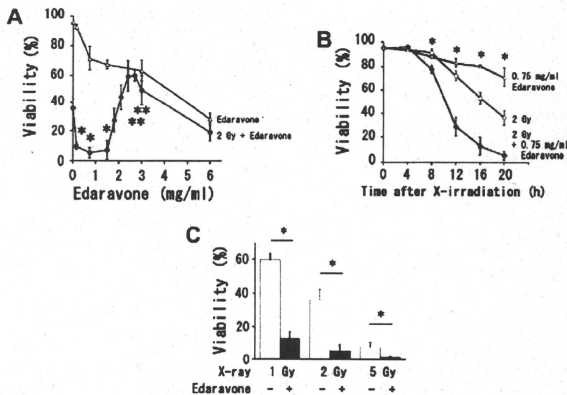 A
Viability (%)
100
80
60
40
20
0
* * * ** **
Edaravone
2 Gy + Edaravone
0 1 2 3 4 5 6
Edaravone (mg/ml)
B
Viability (%)
100
80
60
40
20
0
* * * *
0.75 mg/ml
Edaravone
2 Gy
2 Gy
+ 0.75 mg/ml
Edaravone
0 4 8 12 16 20
Time after X-irradiation (h)
C
Viability (%)
60
40
20
0
* * *
X-ray 1 Gy 2 Gy 5 Gy
Edaravone − + − + − +